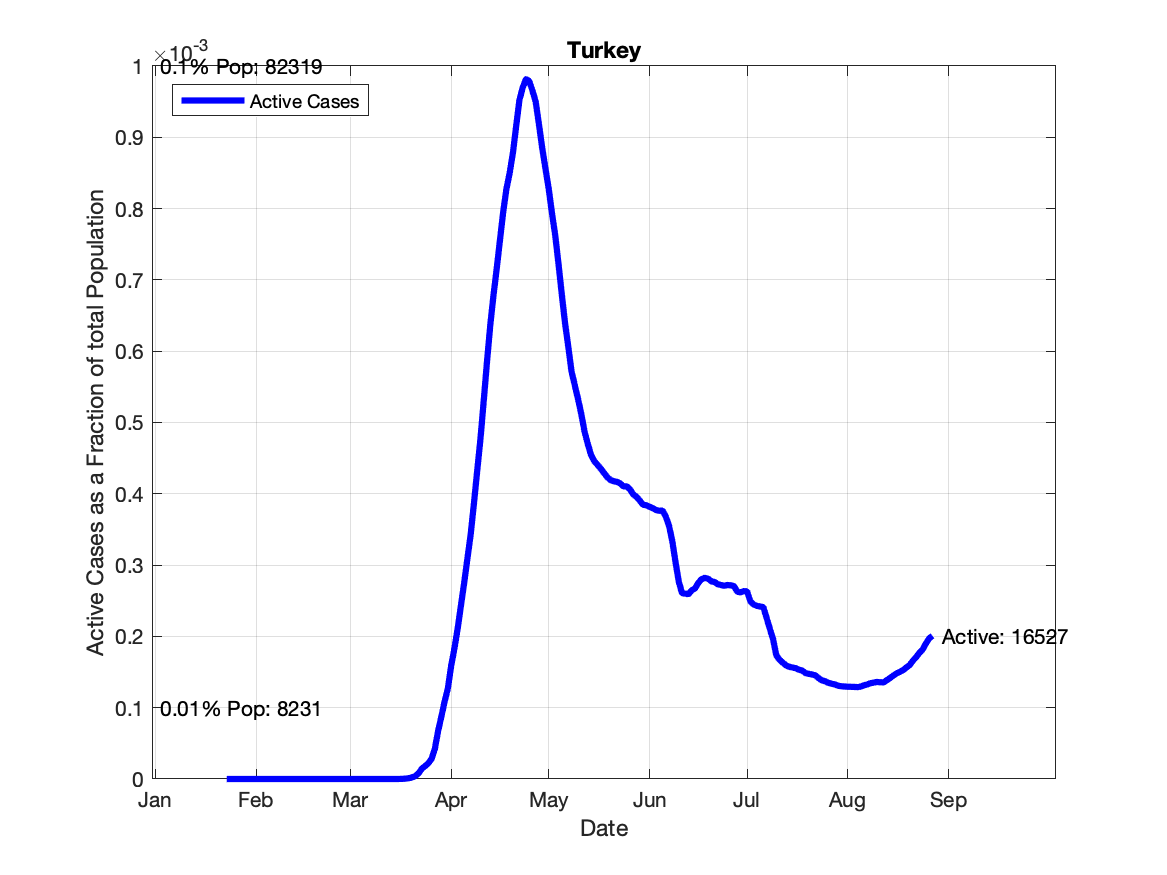 Turkey
×10-3
0.1% Pop: 82319
Active Cases
1
0.9
0.8
0.7
0.6
0.5
0.4
0.3
0.2
0.1
0
Active Cases as a Fraction of total Population
Active: 16527
0.01% Pop: 8231
Jan Feb Mar Apr May Jun Jul Aug Sep
Date